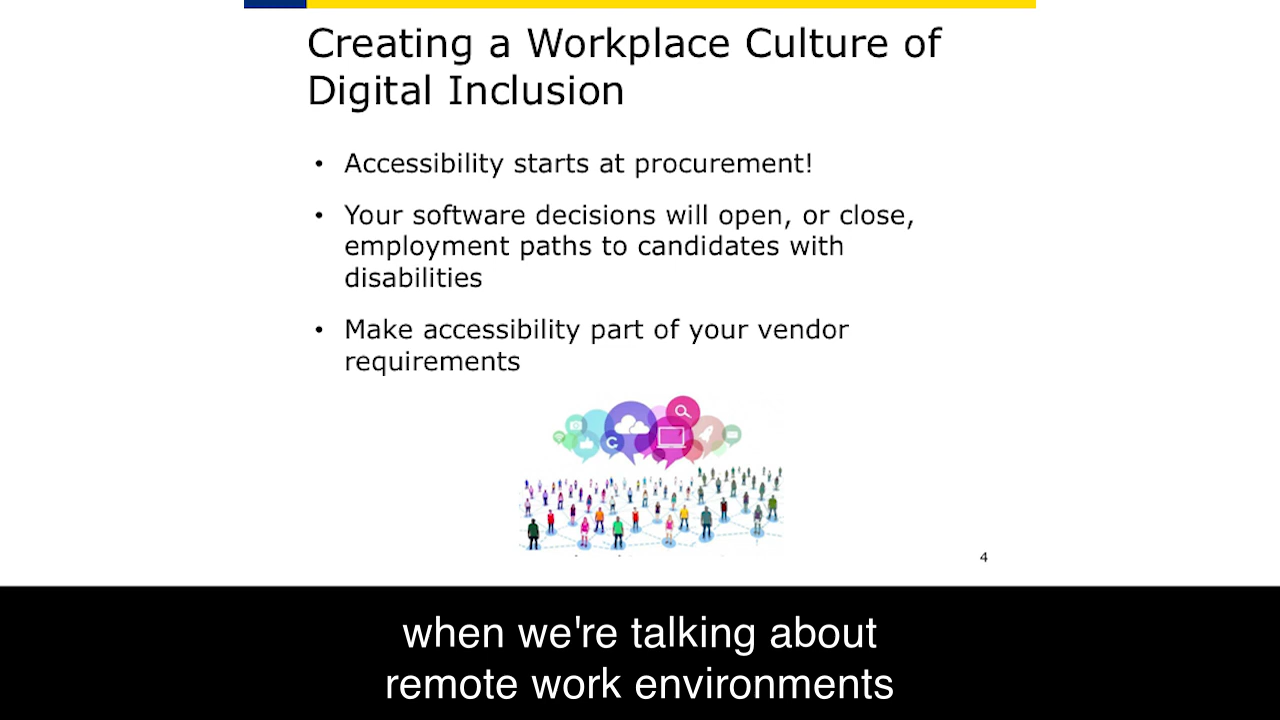 Creating a Workplace Culture of
Digital Inclusion
• Accessibility starts at procurement!
• Your software decisions will open, or close,
employment paths to candidates with
disabilities
• Make accessibility part of your vendor
requirements
4
when we're talking about
remote work environments